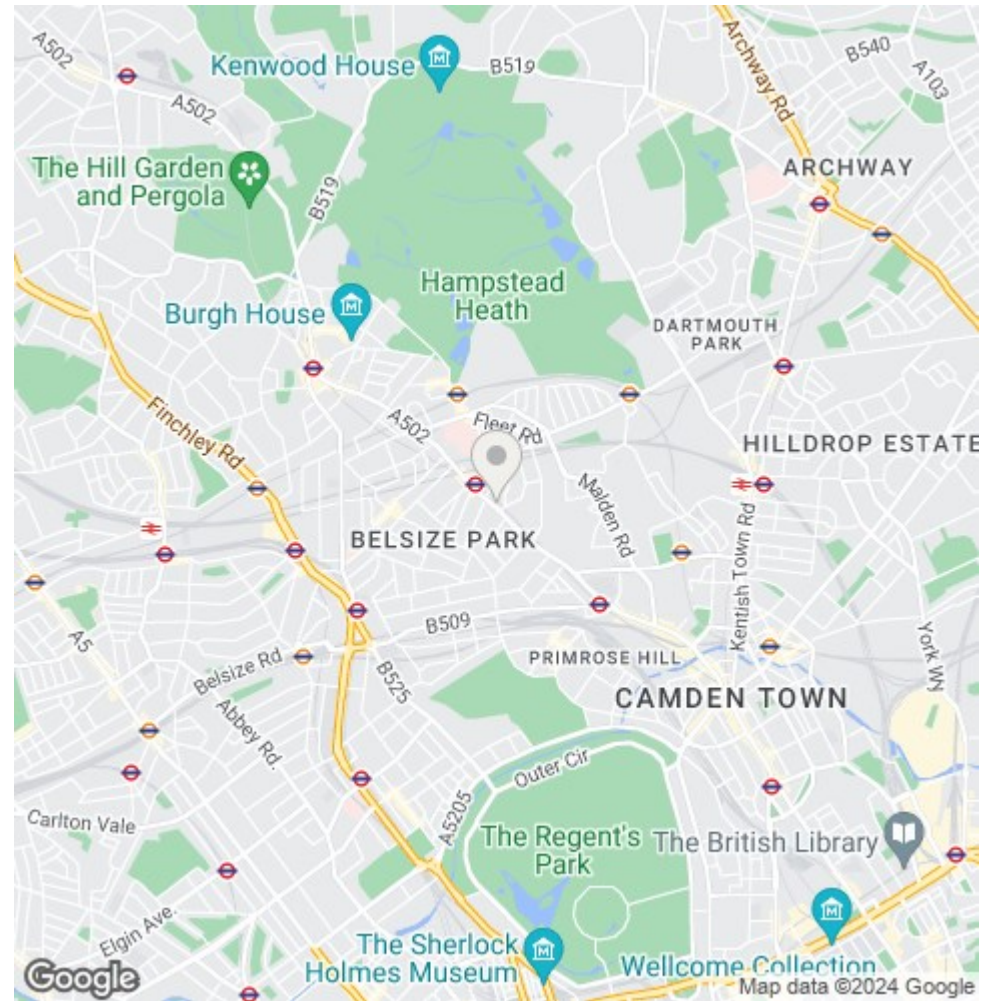 A502
Kenwood House
B519
Archway Rd
B540
A103
A502
The Hill Garden
and Pergola
B519
ARCHWAY
Hampstead
Heath
Burgh House
DARTMOUTH
PARK
Finchley Rd
A502
Fleet Rd
HILLDROP ESTATE
Malden Rd
BELSIZE PARK
Kentish Town Rd
A5
B509
Belsize Rd
B525
PRIMROSE HILL
York Wy
Abbey Rd.
CAMDEN TOWN
Outer Cir
A5205
Carlton Vale
The Regent's
Park
The British Library
Elgin Ave.
The Sherlock
Holmes Museum
Wellcome Collection
Google
Map data ©2024 Google